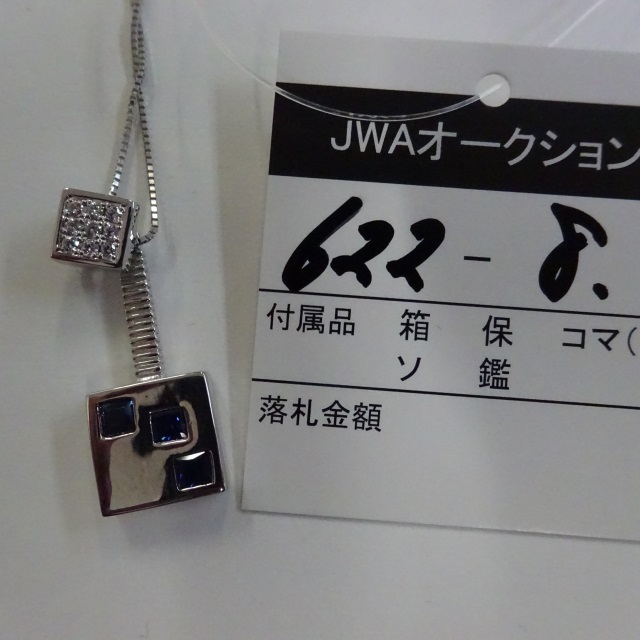 JWAオークション
622-8.
付属品 箱 保 コマ(
ソ 鑑
落札金額